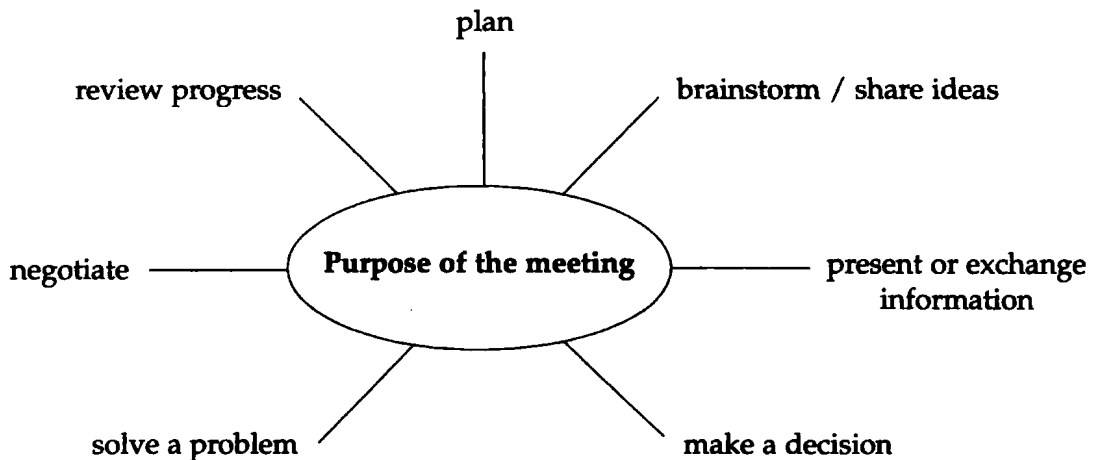 plan
review progress
brainstorm / share ideas
negotiate
Purpose of the meeting
present or exchange
information
solve a problem
make a decision